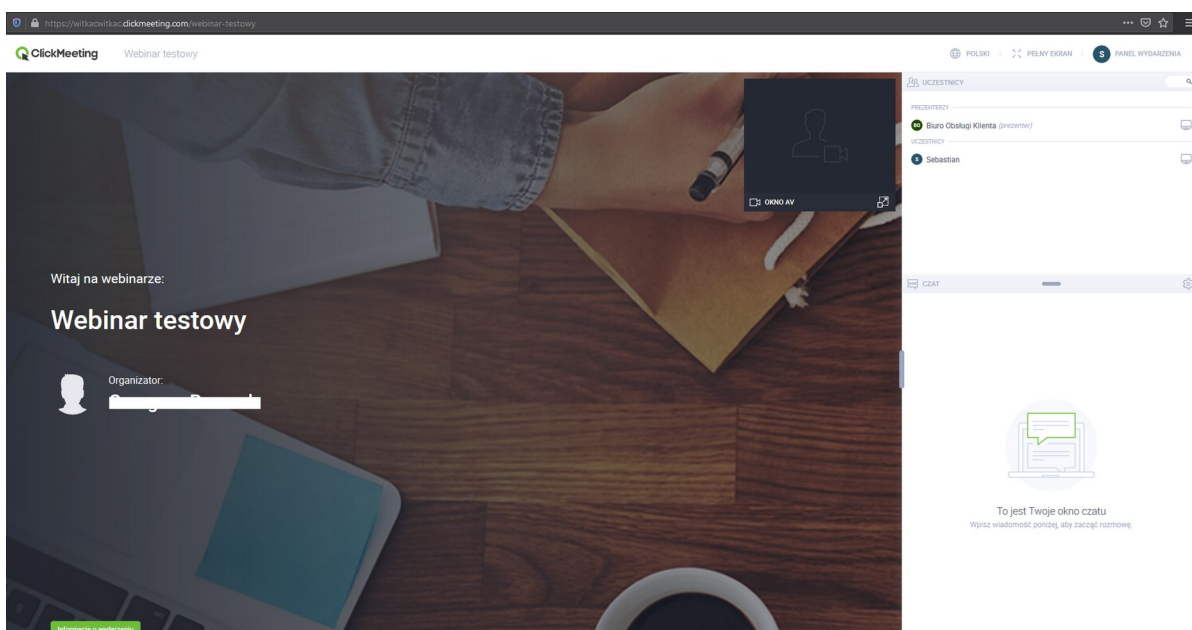 https://witkacwitkac.clickmeeting.com/webinar-testowy
ClickMeeting
Webinar testowy
POLSKI
PEŁNY EKRAN
S
PANEL WYDARZENIA
UCZESTNICY
PREZENTERZY
BO
Biuro Obsługi Klienta (prezenter)
UCZESTNICY
S
Sebastian
OKNO AV
CZAT
Witaj na webinarze:
Webinar testowy
Organizator:
To jest Twoje okno czatu
Wpisz wiadomość poniżej, aby zacząć rozmowę.
Informacje o